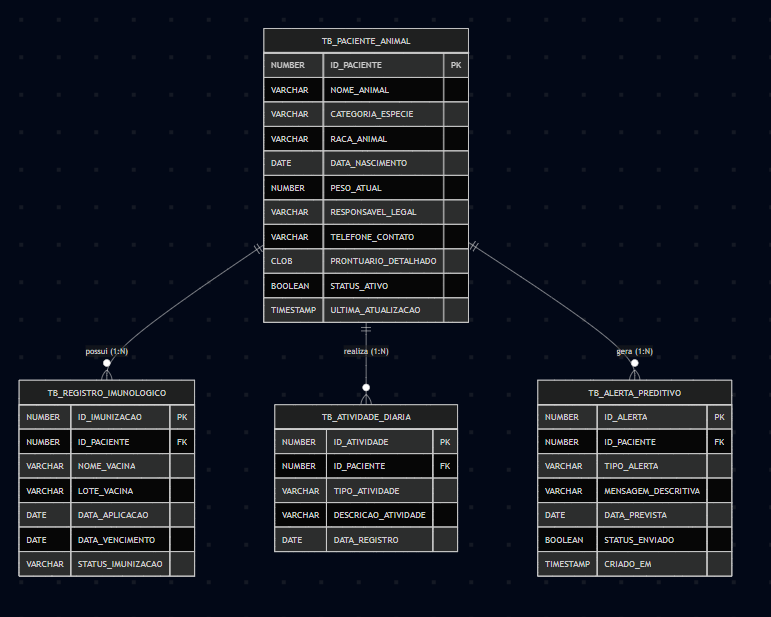 TB_PACIENTE_ANIMAL
NUMBER ID_PACIENTE PK
VARCHAR NOME_ANIMAL
VARCHAR CATEGORIA_ESPECIE
VARCHAR RACA_ANIMAL
DATE DATA_NASCIMENTO
NUMBER PESO_ATUAL
VARCHAR RESPONSAVEL_LEGAL
VARCHAR TELEFONE_CONTATO
CLOB PRONTUARIO_DETALHADO
BOOLEAN STATUS_ATIVO
TIMESTAMP ULTIMA_ATUALIZACAO
possui (1:N)
realiza (1:N)
gera (1:N)
TB_REGISTRO_IMUNOLOGICO
NUMBER ID_IMUNIZACAO PK
NUMBER ID_PACIENTE FK
VARCHAR NOME_VACINA
VARCHAR LOTE_VACINA
DATE DATA_APLICACAO
DATE DATA_VENCIMENTO
VARCHAR STATUS_IMUNIZACAO
TB_ATIVIDADE_DIARIA
NUMBER ID_ATIVIDADE PK
NUMBER ID_PACIENTE FK
VARCHAR TIPO_ATIVIDADE
VARCHAR DESCRICAO_ATIVIDADE
DATE DATA_REGISTRO
TB_ALERTA_PREDITIVO
NUMBER ID_ALERTA PK
NUMBER ID_PACIENTE FK
VARCHAR TIPO_ALERTA
VARCHAR MENSAGEM_DESCRITIVA
DATE DATA_PREVISTA
BOOLEAN STATUS_ENVIADO
TIMESTAMP CRIADO_EM